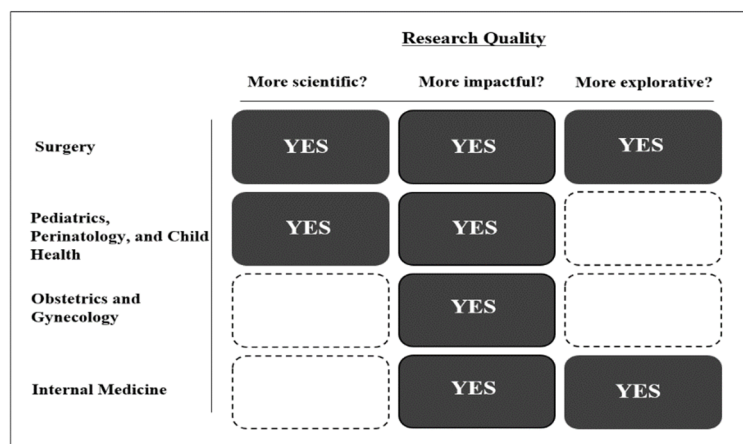 Research Quality
More scientific? More impactful? More explorative?
Surgery YES YES YES
Pediatrics,
Perinatology, and Child
Health
YES YES
Obstetrics and
Gynecology
YES
Internal Medicine YES YES